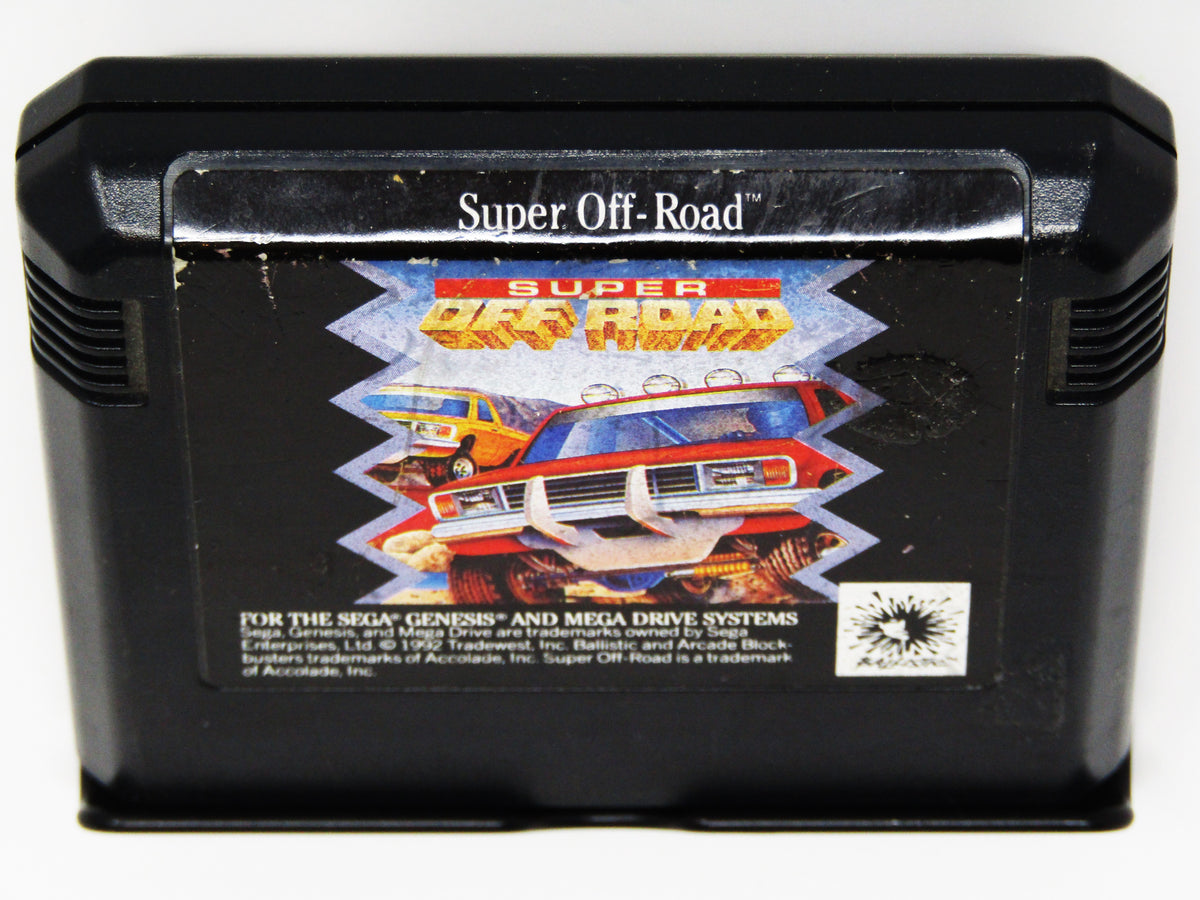 Super Off-Road™
SUPER
OFF ROAD
FOR THE SEGA® GENESIS® AND MEGA DRIVE SYSTEMS
Sega, Genesis, and Mega Drive are trademarks owned by Sega
Enterprises, Ltd. © 1992 Tradewest, Inc. Ballistic and Arcade Block-
busters trademarks of Accolade, Inc. Super Off-Road is a trademark
of Accolade, Inc.